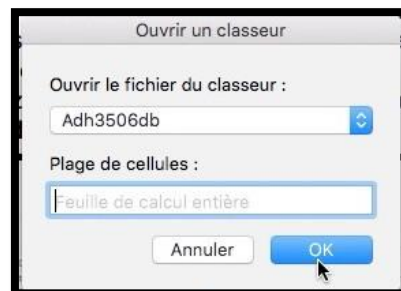 Ouvrir un classeur
Ouvrir le fichier du classeur :
Adh3506db
Plage de cellules :
Feuille de calcul entière
Annuler
OK